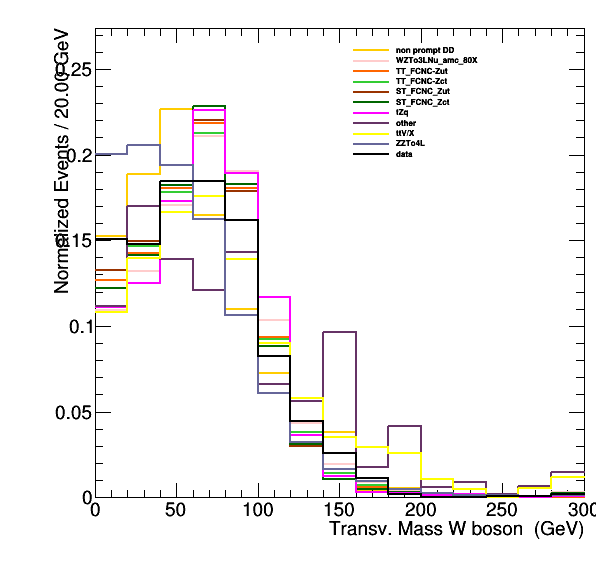 Normalized Events / 20.00 GeV
0.25
0.2
0.15
0.1
0.05
0
non prompt DD
WZTo3LNu_amc_80X
TT_FCNC-Zut
TT_FCNC-Zct
ST_FCNC_Zut
ST_FCNC_Zct
tZq
other
ttV/X
ZZTo4L
data
0 50 100 150 200 250 300
Transv. Mass W boson (GeV)